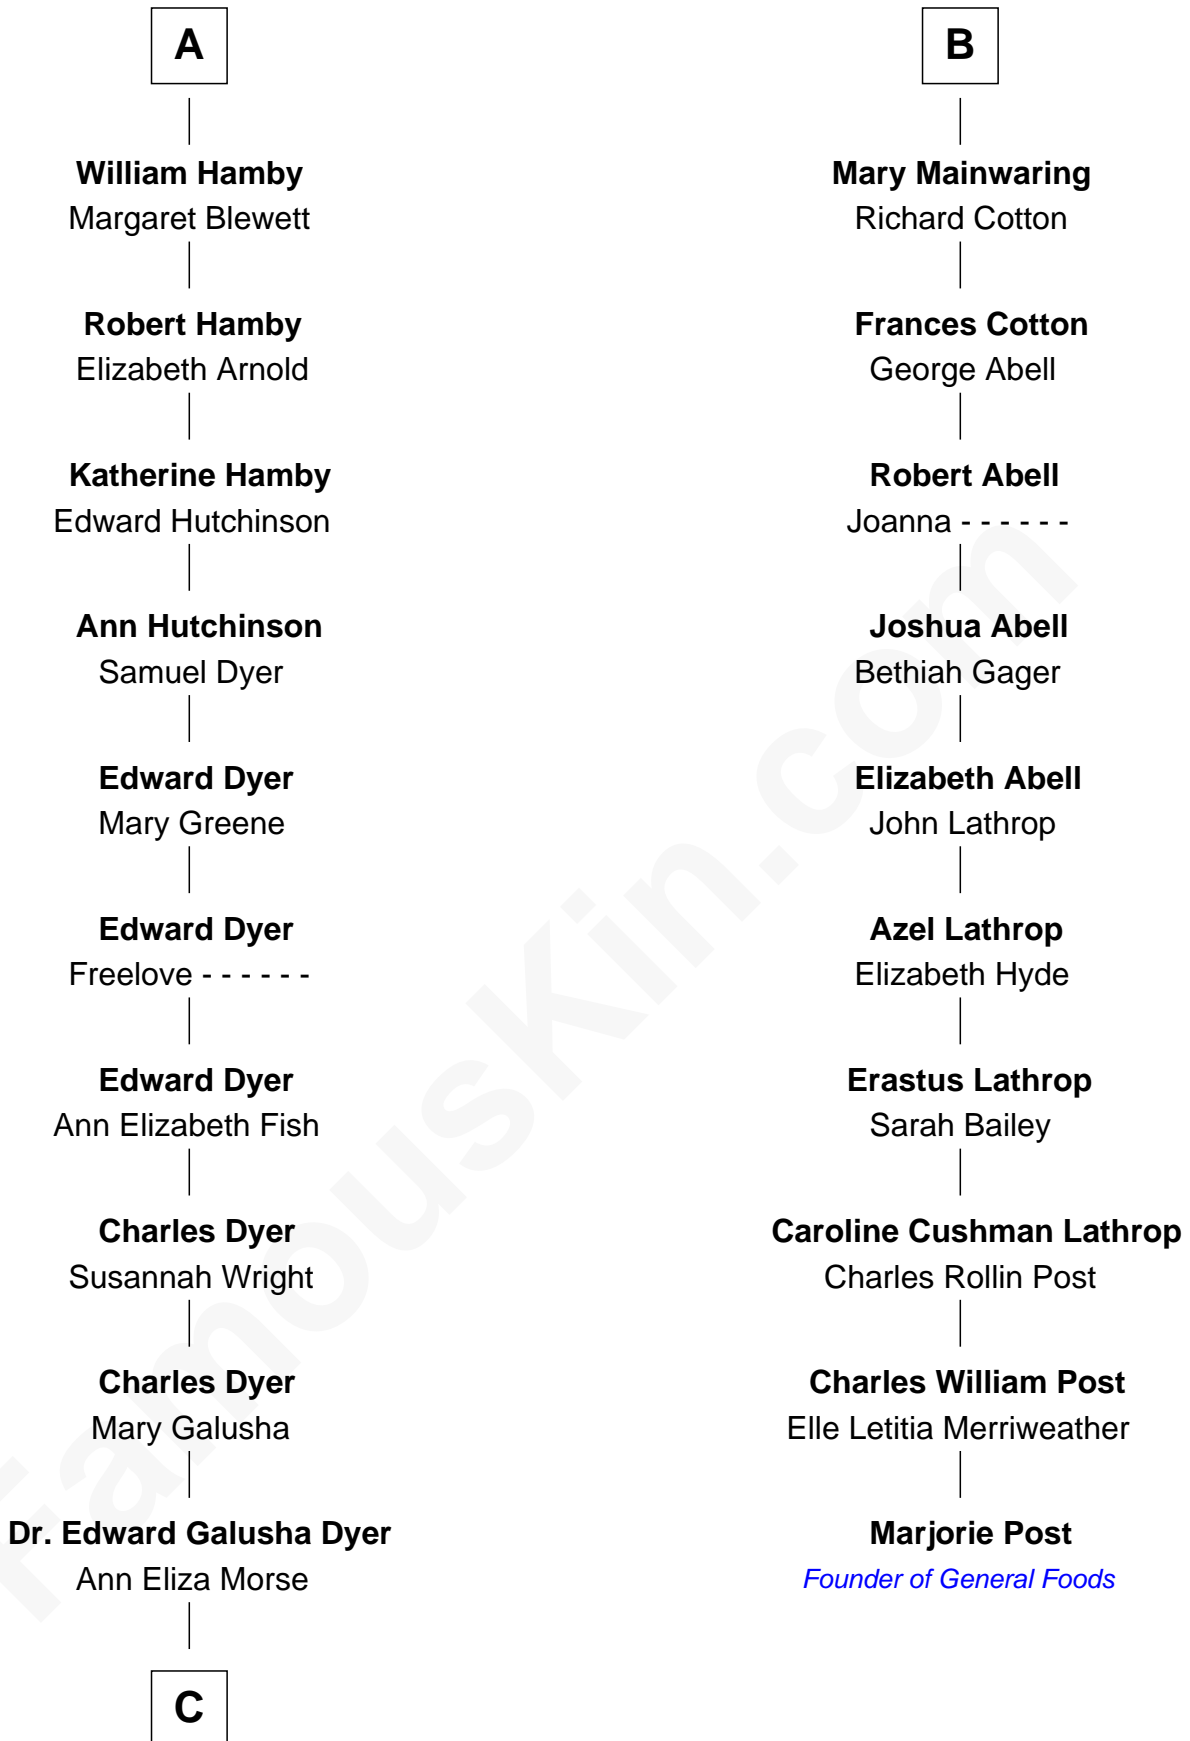 A
William Hamby
Margaret Blewett
Robert Hamby
Elizabeth Arnold
Katherine Hamby
Edward Hutchinson
Ann Hutchinson
Samuel Dyer
Edward Dyer
Mary Greene
Edward Dyer
Freelove - - - - - -
Edward Dyer
Ann Elizabeth Fish
Charles Dyer
Susannah Wright
Charles Dyer
Mary Galusha
Dr. Edward Galusha Dyer
Ann Eliza Morse
C
B
Mary Mainwaring
Richard Cotton
Frances Cotton
George Abell
Robert Abell
Joanna - - - - - -
Joshua Abell
Bethiah Gager
Elizabeth Abell
John Lathrop
Azel Lathrop
Elizabeth Hyde
Erastus Lathrop
Sarah Bailey
Caroline Cushman Lathrop
Charles Rollin Post
Charles William Post
Elle Letitia Merriweather
Marjorie Post
Founder of General Foods
FamousKin.com